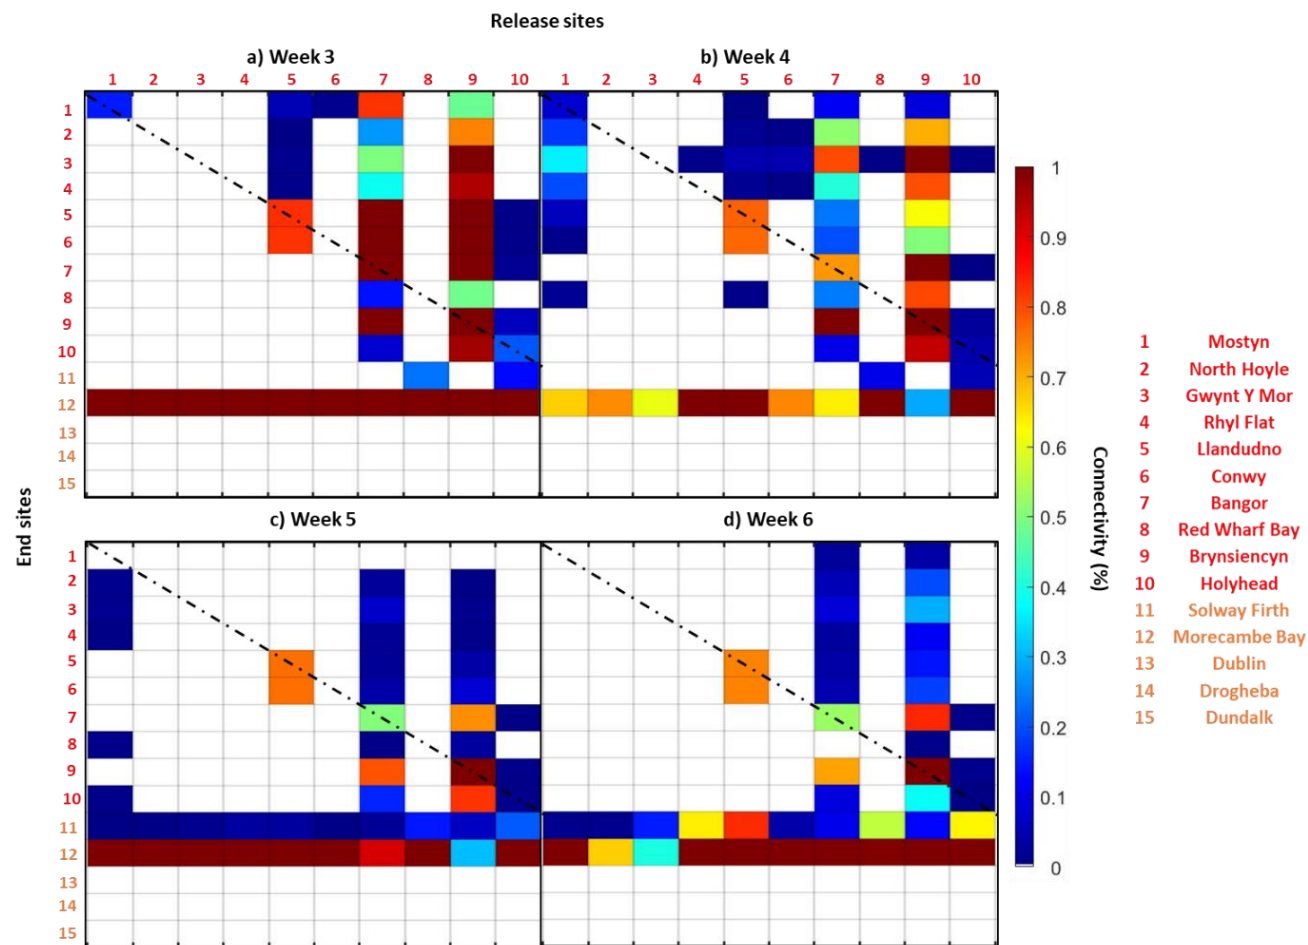 Release sites
a) Week 3
b) Week 4
1 2 3 4 5 6 7 8 9 10
1 2 3 4 5 6 7 8 9 10
1
2
3
4
5
6
7
8
9
10
11
12
13
14
15
End sites
c) Week 5
d) Week 6
1
2
3
4
5
6
7
8
9
10
11
12
13
14
15
1
0.9
0.8
0.7
0.6
0.5
0.4
0.3
0.2
0.1
0
Connectivity (%)
1 Mostyn
2 North Hoyle
3 Gwynt Y Mor
4 Rhyl Flat
5 Llandudno
6 Conwy
7 Bangor
8 Red Wharf Bay
9 Brynsiencyn
10 Holyhead
11 Solway Firth
12 Morecambe Bay
13 Dublin
14 Drogheba
15 Dundalk